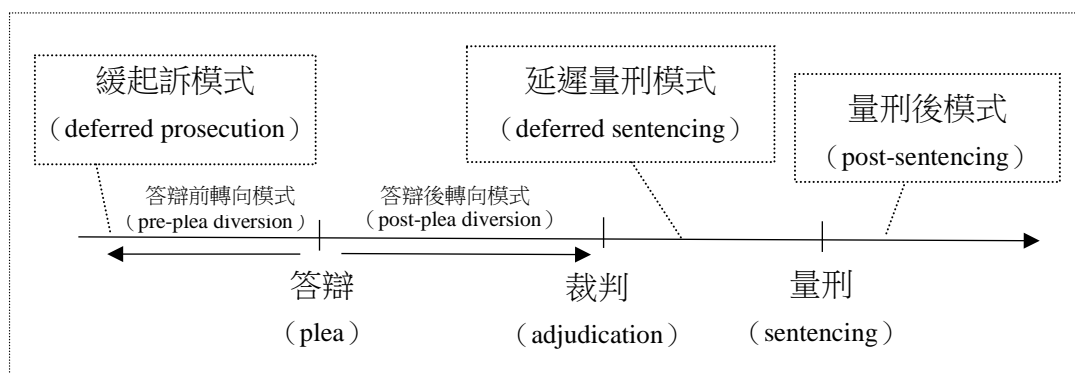 緩起訴模式
（deferred prosecution）
延遲量刑模式
（deferred sentencing）
量刑後模式
（post-sentencing）
答辯前轉向模式
（pre-plea diversion）
答辯後轉向模式
（post-plea diversion）
答辯
（plea）
裁判
（adjudication）
量刑
（sentencing）